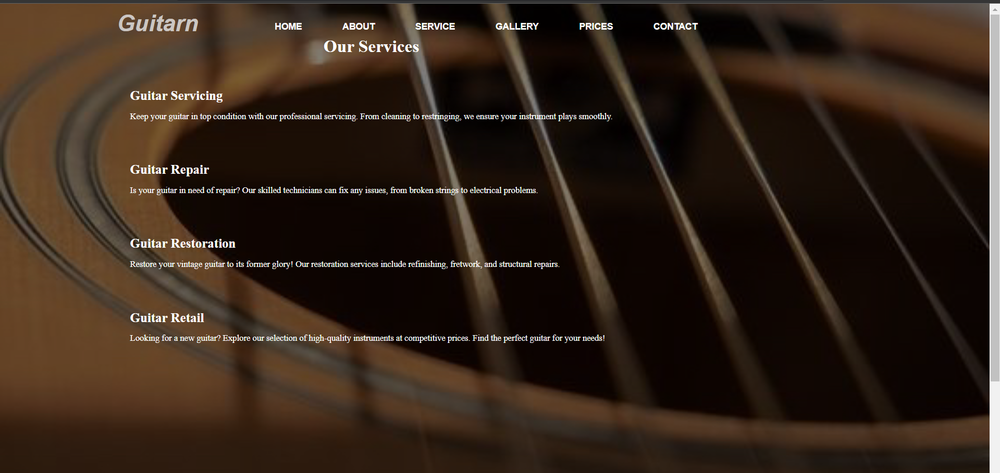 Guitarn
HOME ABOUT SERVICE GALLERY PRICES CONTACT
Our Services
Guitar Servicing
Keep your guitar in top condition with our professional servicing. From cleaning to restringing, we ensure your instrument plays smoothly.
Guitar Repair
Is your guitar in need of repair? Our skilled technicians can fix any issues, from broken strings to electrical problems.
Guitar Restoration
Restore your vintage guitar to its former glory! Our restoration services include refinishing, fretwork, and structural repairs.
Guitar Retail
Looking for a new guitar? Explore our selection of high-quality instruments at competitive prices. Find the perfect guitar for your needs!